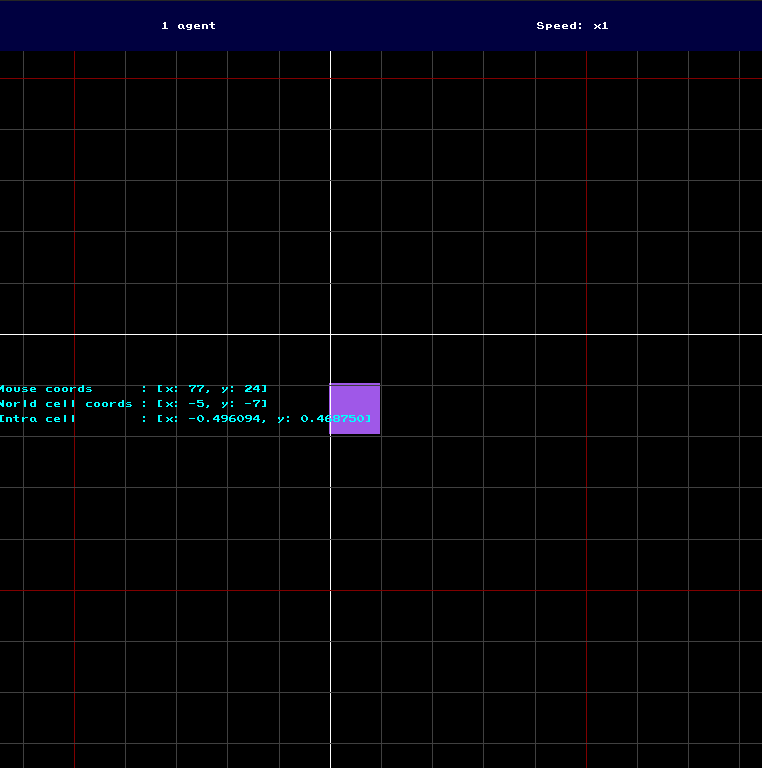 1 agent
Speed: x1
Mouse coords : [x: 77, y: 24]
World cell coords : [x: -5, y: -7]
Intra cell : [x: -0.496094, y: 0.468750]